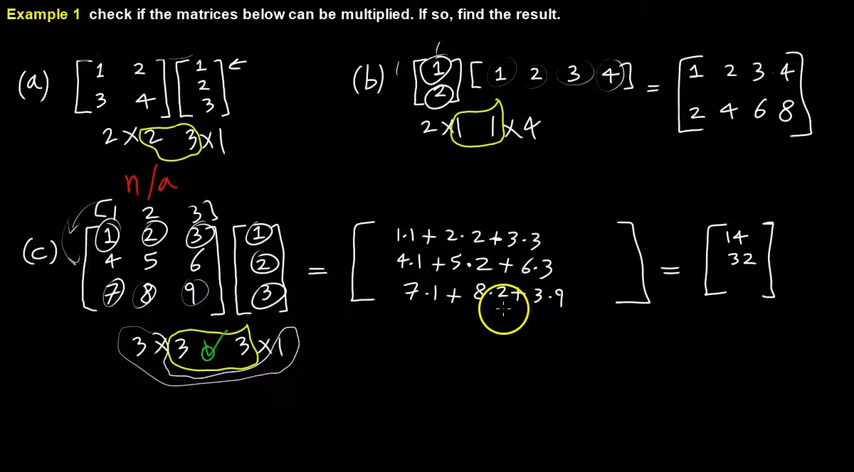 Example 1 check if the matrices below can be multiplied. If so, find the result.
(a) [1 2] [1] ←
[3 4] [2]
[3]
2×2 3×1
n/a
(b) 1 1
[1] [1 2 3 4] = [1 2 3 4]
[2] [2 4 6 8]
2×1 1×4
[1 2 3]
(c) [1 2 3] [1] = [1·1 + 2·2 + 3·3] = [14]
[4 5 6] [2] [4·1 + 5·2 + 6·3] [32]
[7 8 9] [3] [7·1 + 8·2 + 3·9]
3×3 ✓ 3×1